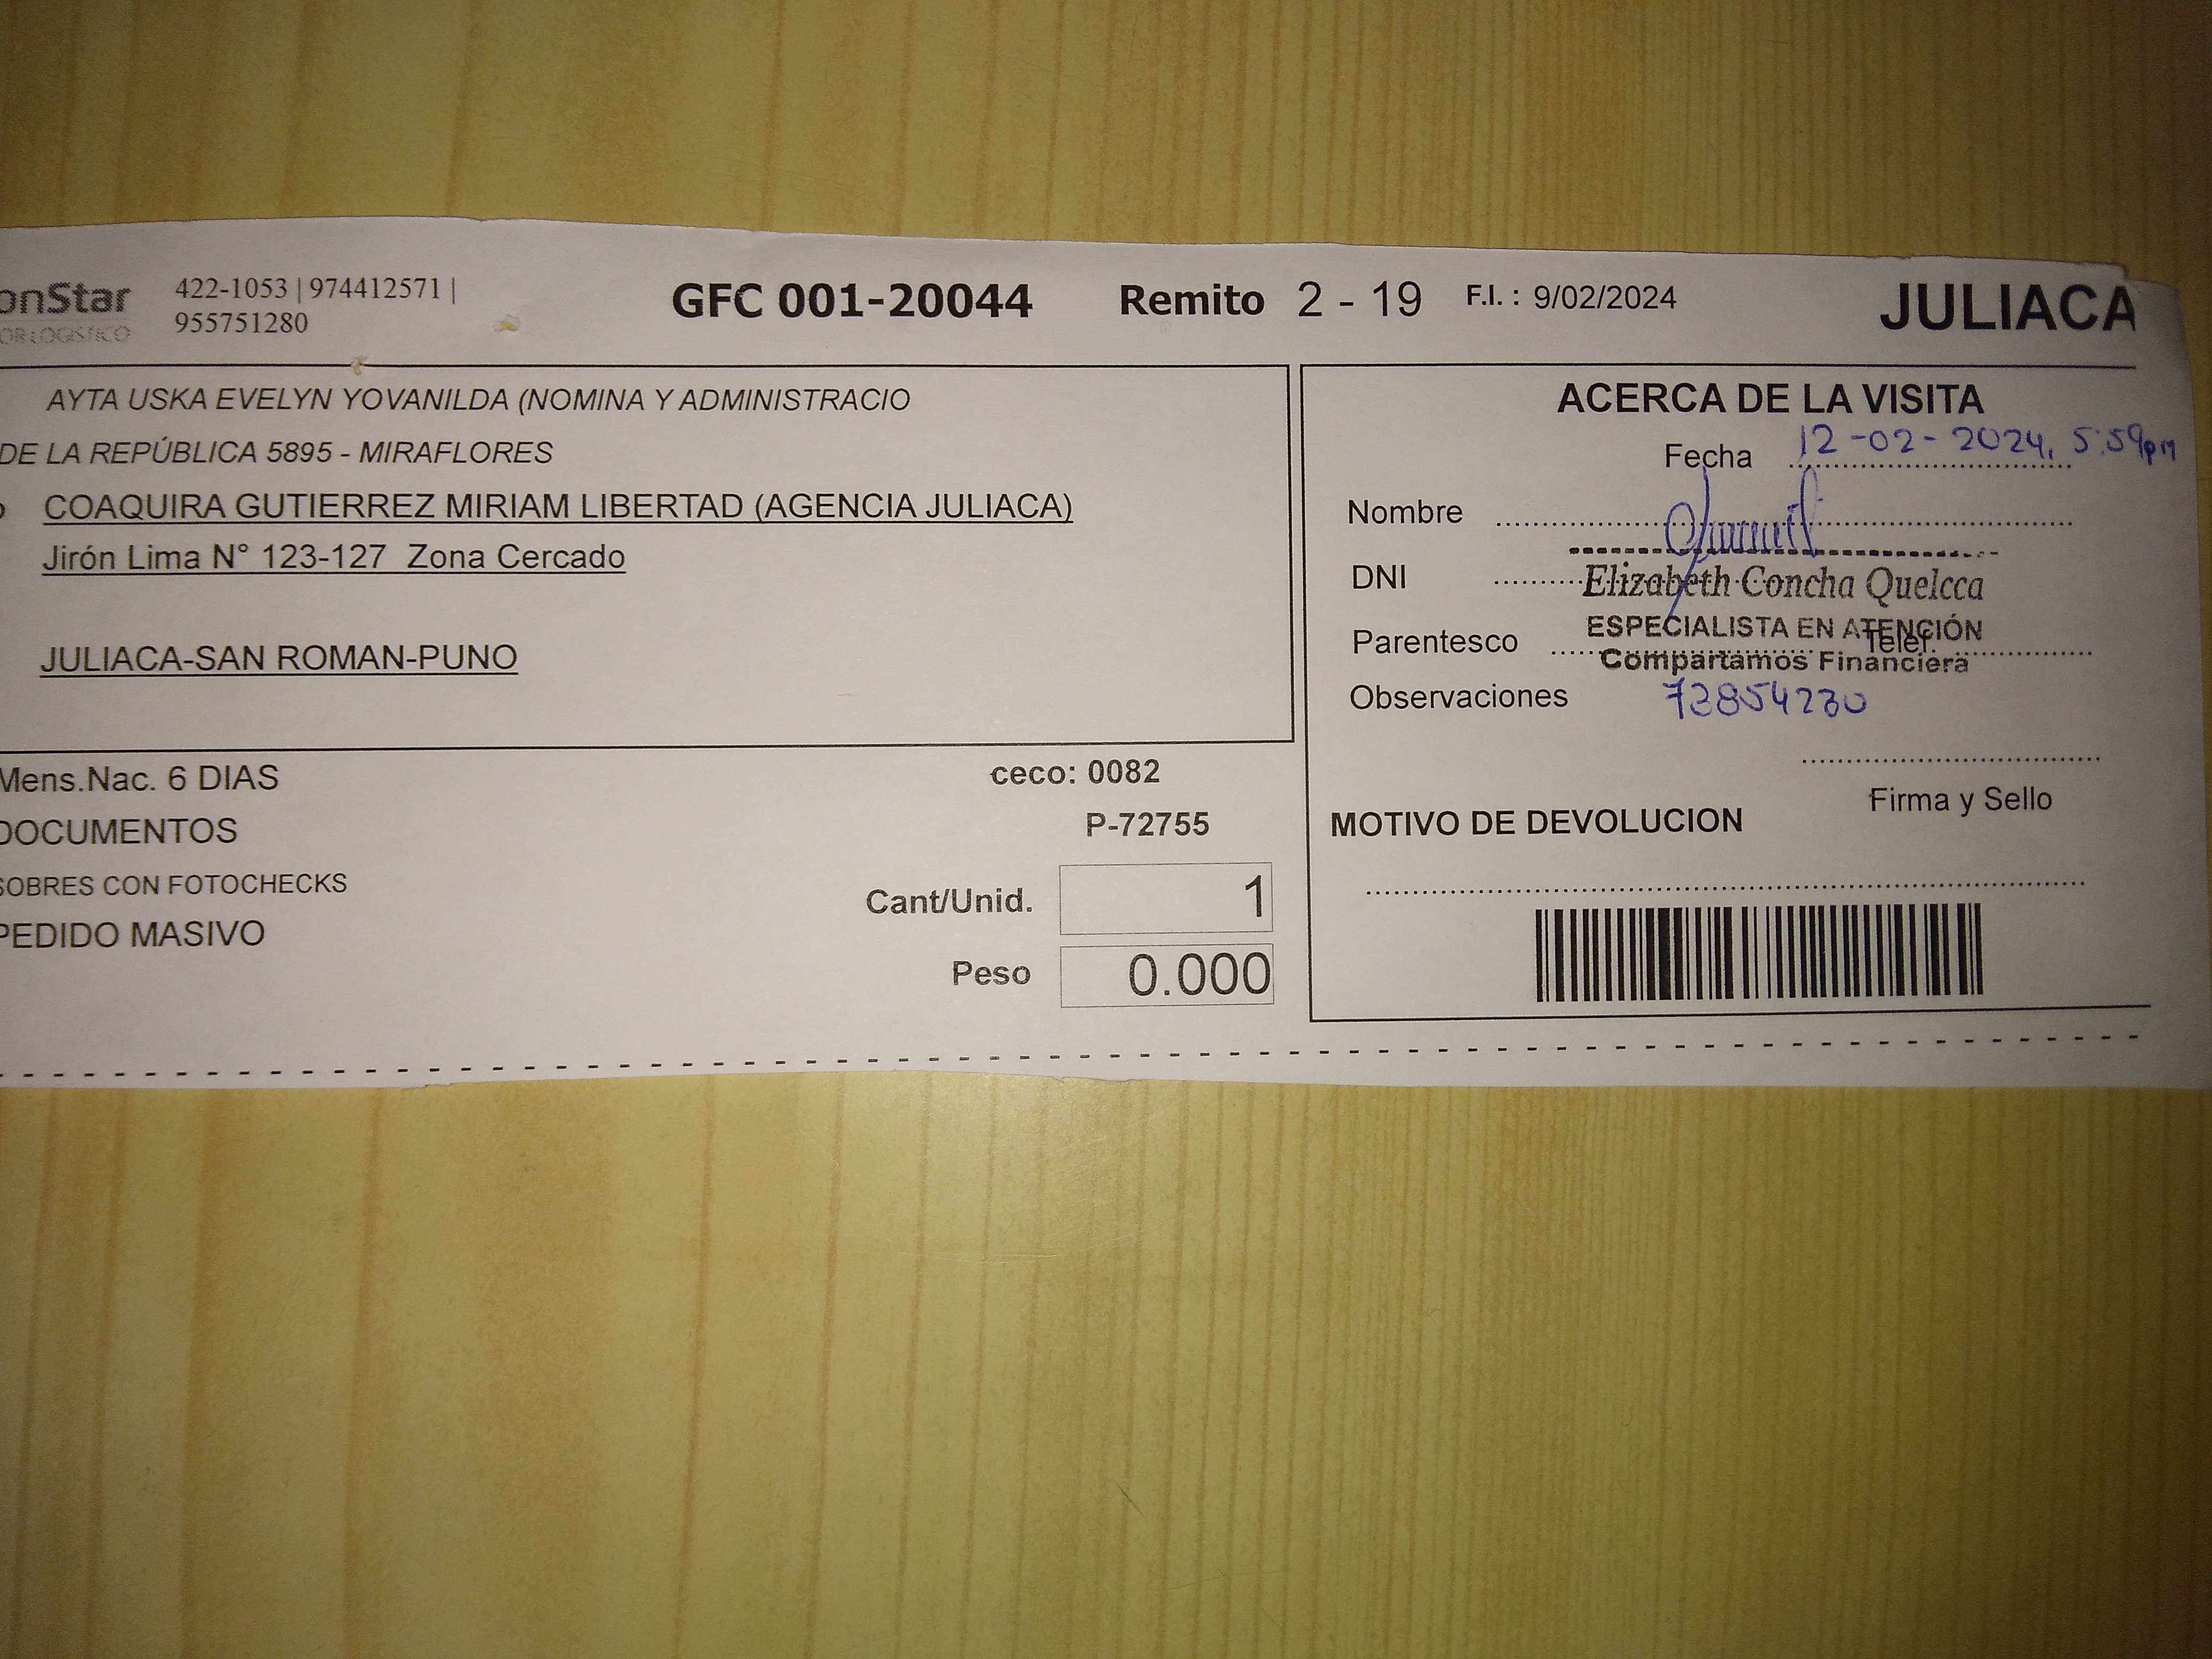 onStar
OR LOGISTICO
422-1053 | 974412571 |
955751280
GFC 001-20044
Remito 2 - 19
F.I. : 9/02/2024
JULIACA
AYTA USKA EVELYN YOVANILDA (NOMINA Y ADMINISTRACIO
DE LA REPÚBLICA 5895 - MIRAFLORES
COAQUIRA GUTIERREZ MIRIAM LIBERTAD (AGENCIA JULIACA)
Jirón Lima N° 123-127 Zona Cercado
JULIACA-SAN ROMAN-PUNO
Mens.Nac. 6 DIAS
DOCUMENTOS
SOBRES CON FOTOCHECKS
PEDIDO MASIVO
ceco: 0082
P-72755
Cant/Unid. 1
Peso 0.000
ACERCA DE LA VISITA
Fecha 12-02-2024, 5:59pm
Nombre
DNI
Elizabeth Concha Quelcca
ESPECIALISTA EN ATENCIÓN
Parentesco
Telef.
Compartamos Financiera
Observaciones
Firma y Sello
MOTIVO DE DEVOLUCION